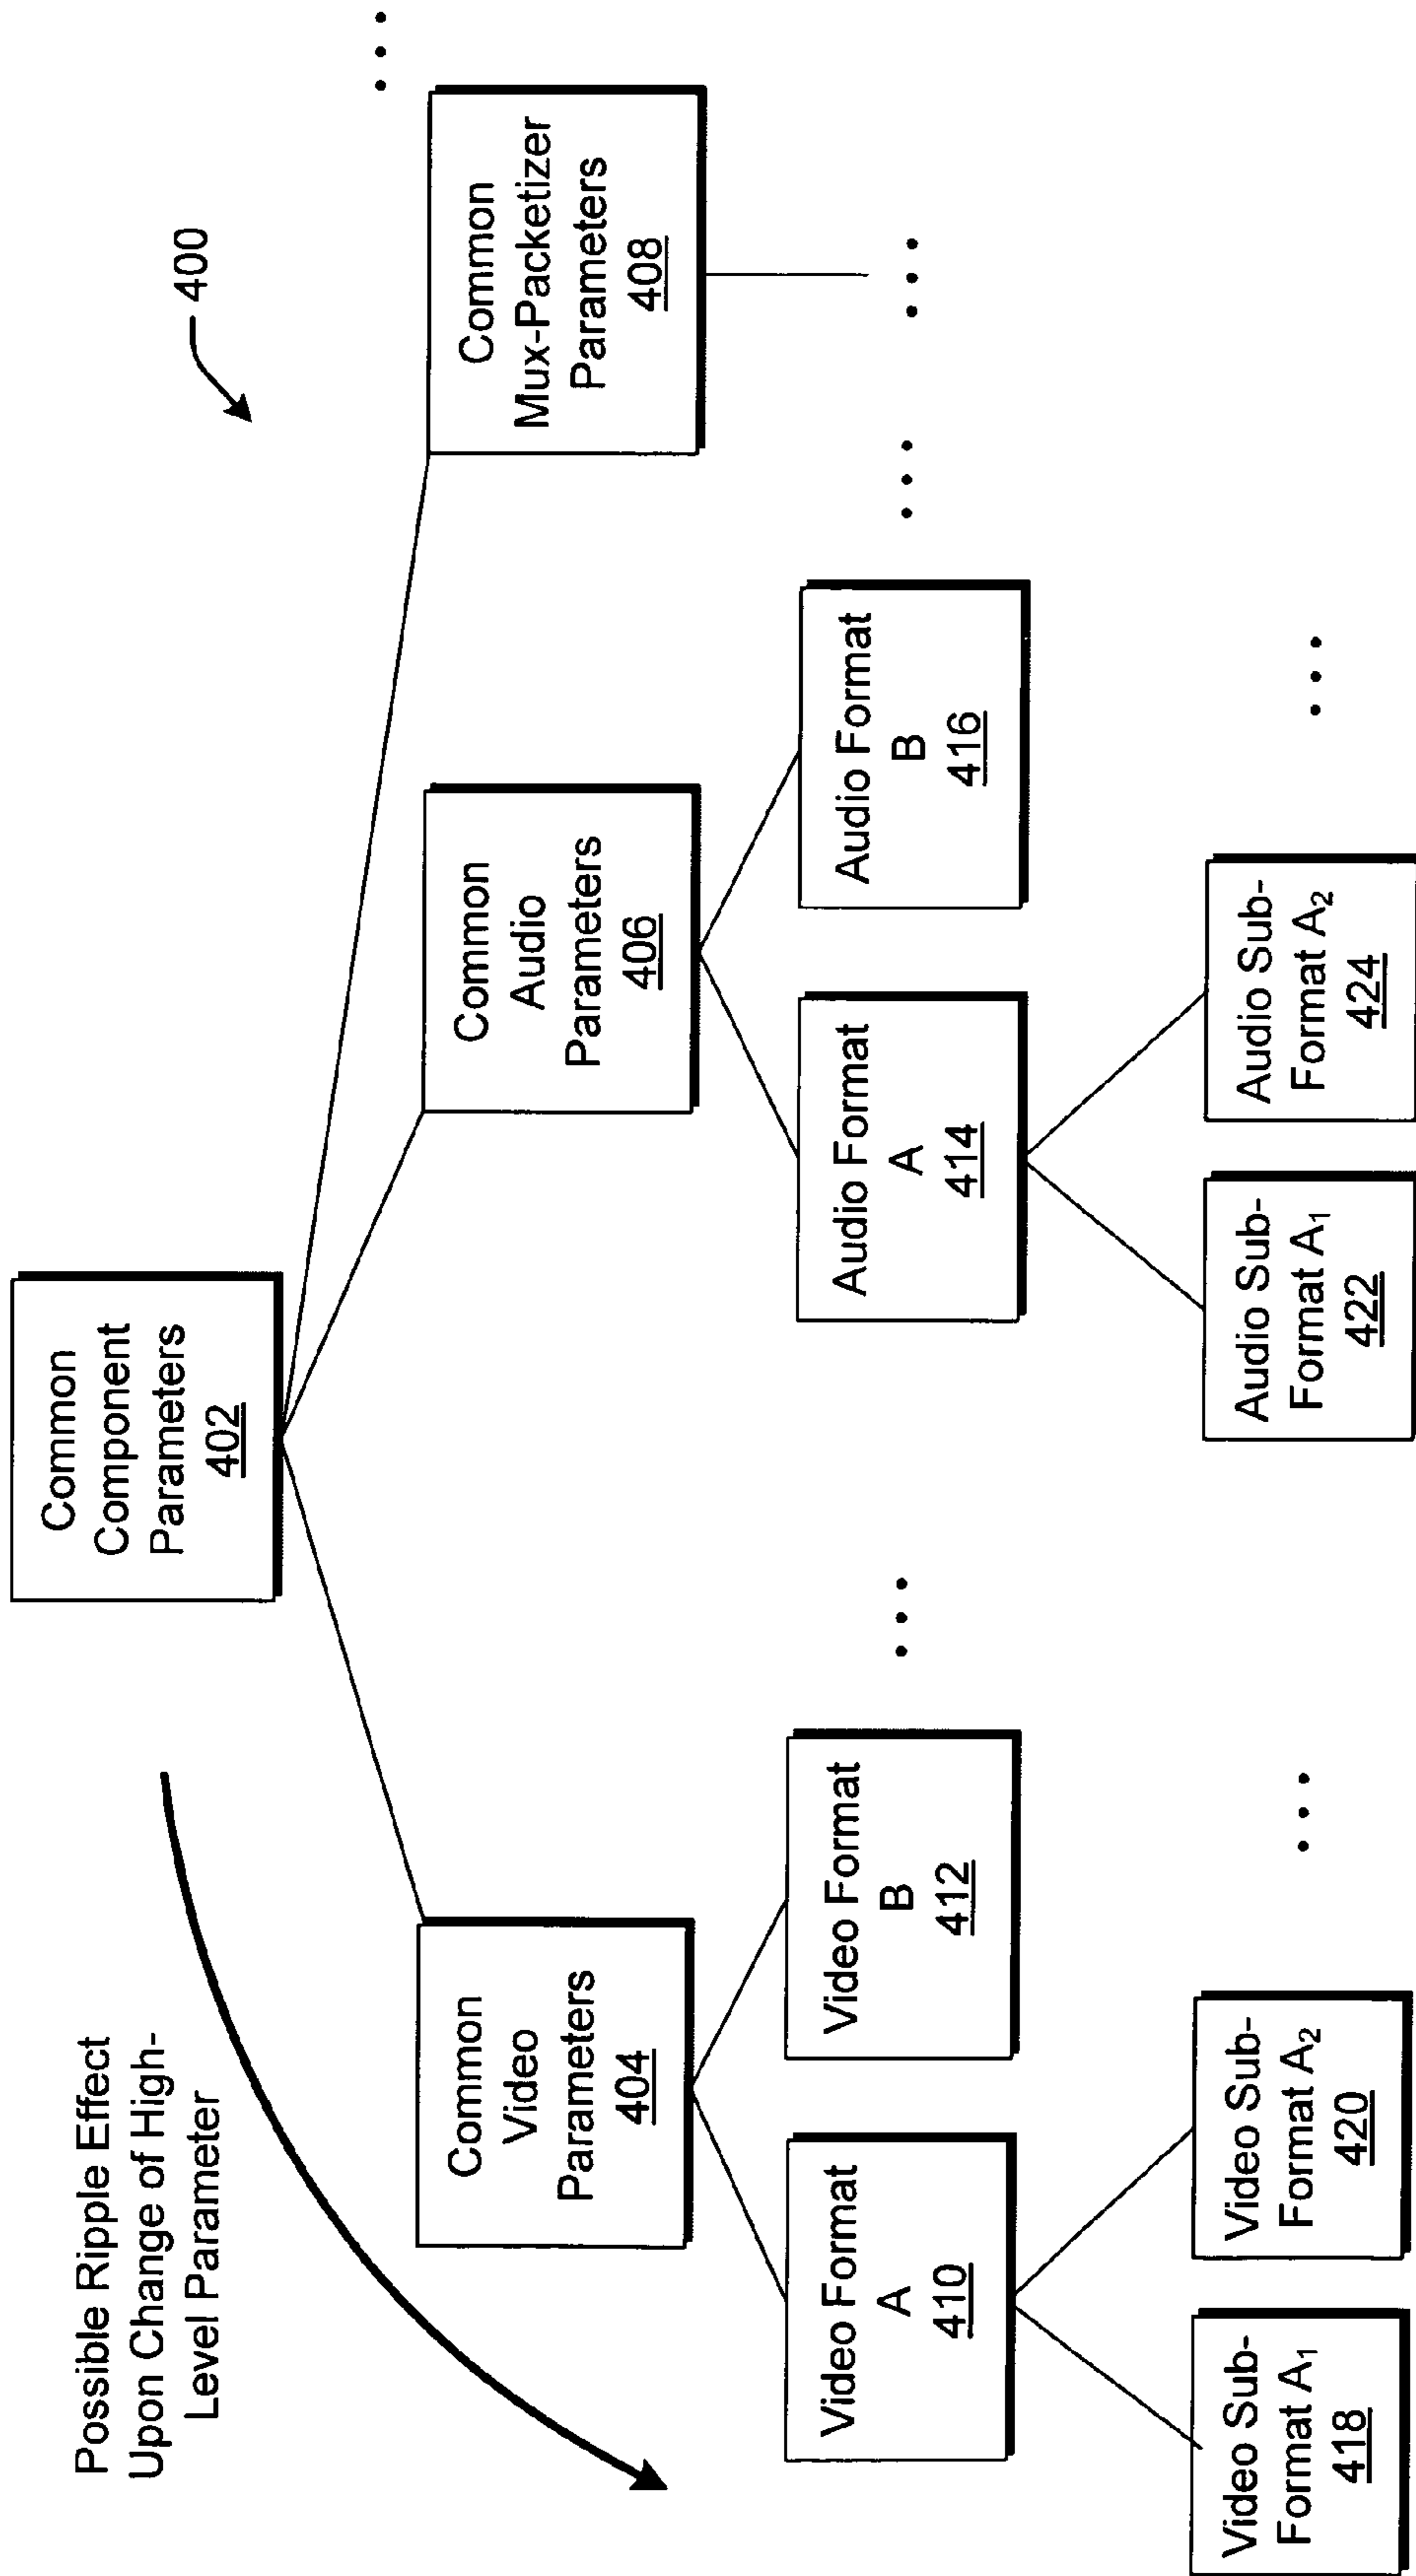 Possible Ripple Effect
Upon Change of High-
Level Parameter
400
Common
Component
Parameters
402
Common
Video
Parameters
404
Common
Audio
Parameters
406
Common
Mux-Packetizer
Parameters
408
Video Format
A
410
Video Format
B
412
Audio Format
A
414
Audio Format
B
416
Video Sub-
Format A₁
418
Video Sub-
Format A₂
420
Audio Sub-
Format A₁
422
Audio Sub-
Format A₂
424